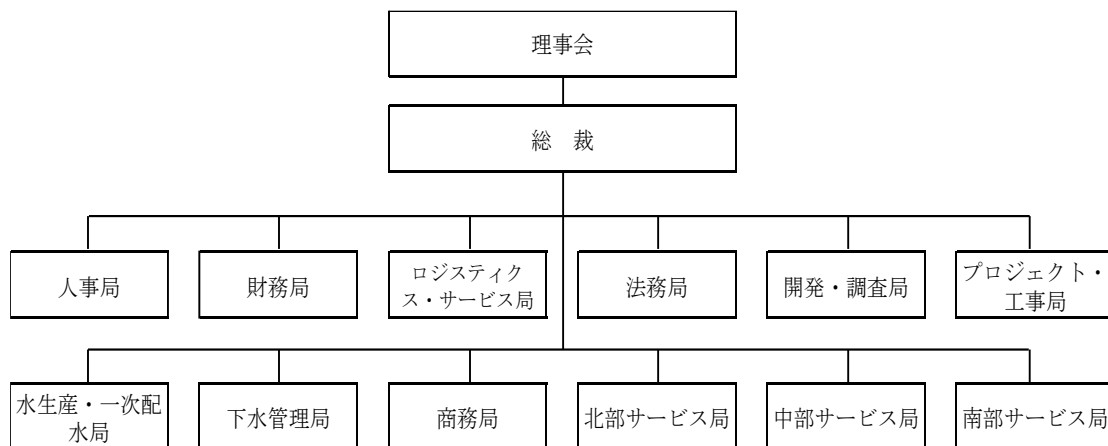 理事会
総　裁
人事局
財務局
ロジスティク
ス・サービス局
法務局
開発・調査局
プロジェクト・
工事局
水生産・一次配
水局
下水管理局
商務局
北部サービス局
中部サービス局
南部サービス局